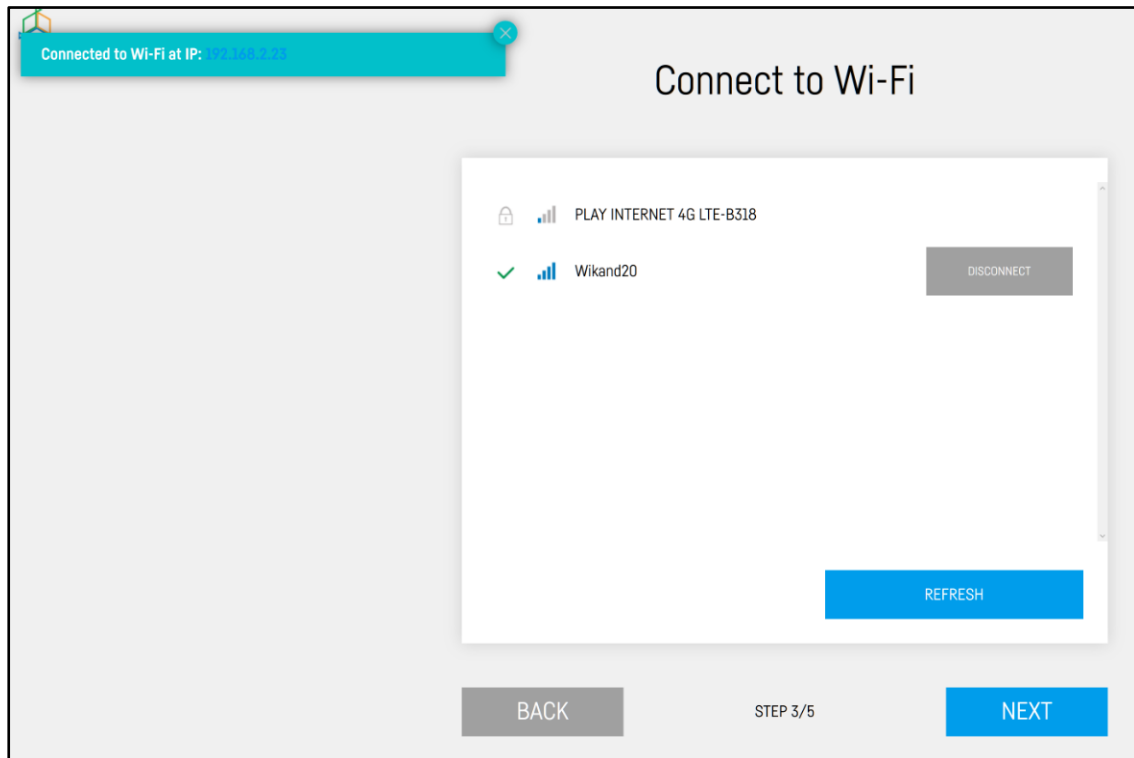 Connected to Wi-Fi at IP: 192.168.2.23
Connect to Wi-Fi
PLAY INTERNET 4G LTE-B318
Wikand20
DISCONNECT
REFRESH
BACK
STEP 3/5
NEXT